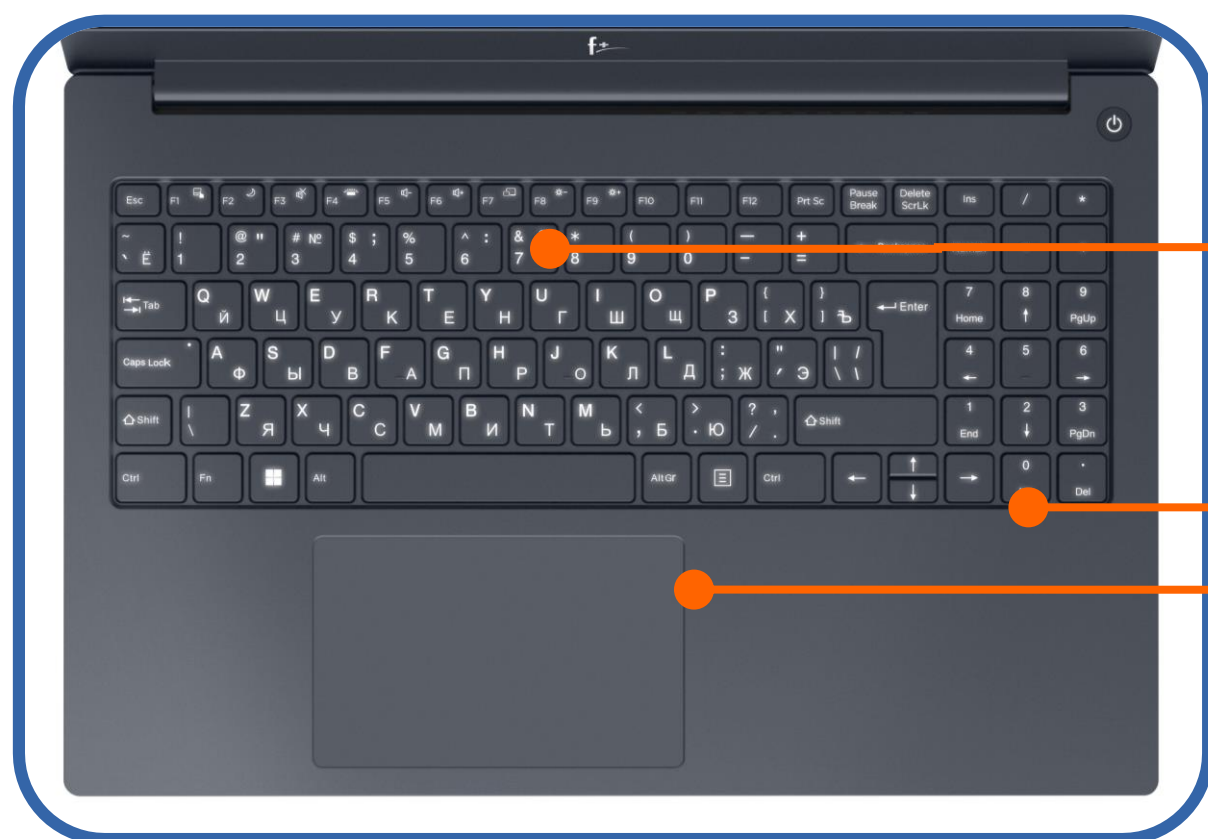 f+
Esc F1 F2 F3 F4 F5 F6 F7 F8 F9 F10 F11 F12 Prt Sc Pause Break Delete ScrLk Ins / *
~ ` Ё ! 1 @ " 2 # № 3 $ ; 4 % 5 ^ : 6 & 7 * 8 ( 9 ) 0 — - + =
Tab Q Й W Ц E У R К T Е Y Н U Г I Ш O Щ P З { [ Х } ] Ъ Enter 7 Home 8 ↑ 9 PgUp
Caps Lock A Ф S Ы D В F А G П H Р J О K Л L Д : ; Ж " ' Э | / \ \ 4 ← 5 6 →
Shift | \ Z Я X Ч C С V М B И N Т M Ь < , Б > . Ю ? , / . Shift 1 End 2 ↓ 3 PgDn
Ctrl Fn Alt Alt Gr Ctrl ← ↑ ↓ → 0 . Del